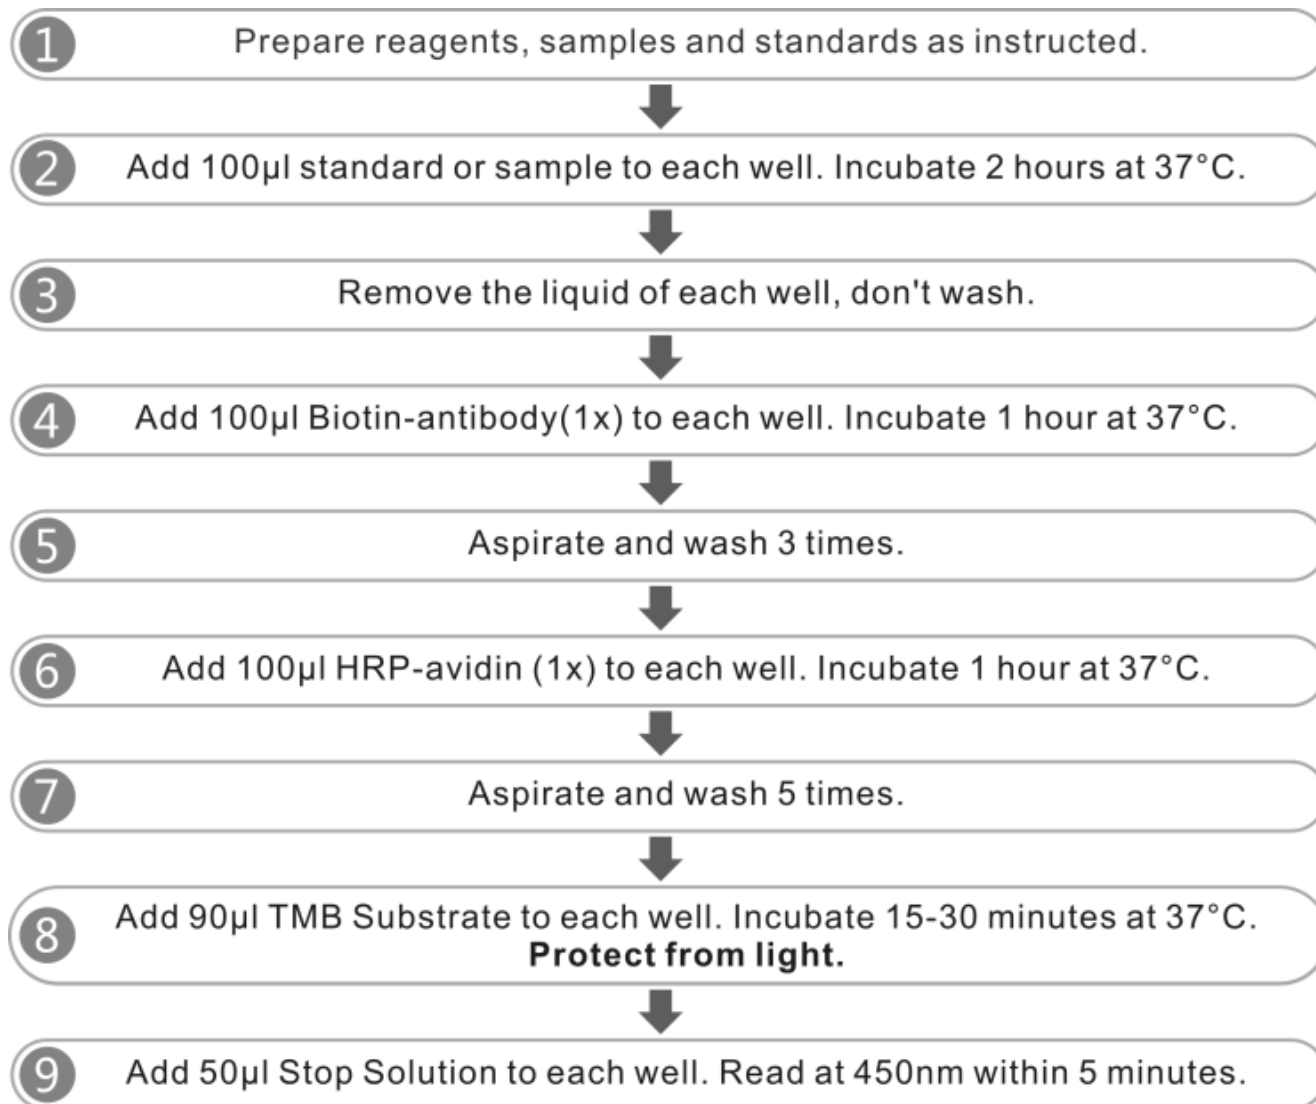 1 Prepare reagents, samples and standards as instructed.
2 Add 100µl standard or sample to each well. Incubate 2 hours at 37°C.
3 Remove the liquid of each well, don't wash.
4 Add 100µl Biotin-antibody(1x) to each well. Incubate 1 hour at 37°C.
5 Aspirate and wash 3 times.
6 Add 100µl HRP-avidin (1x) to each well. Incubate 1 hour at 37°C.
7 Aspirate and wash 5 times.
8 Add 90µl TMB Substrate to each well. Incubate 15-30 minutes at 37°C.
Protect from light.
9 Add 50µl Stop Solution to each well. Read at 450nm within 5 minutes.